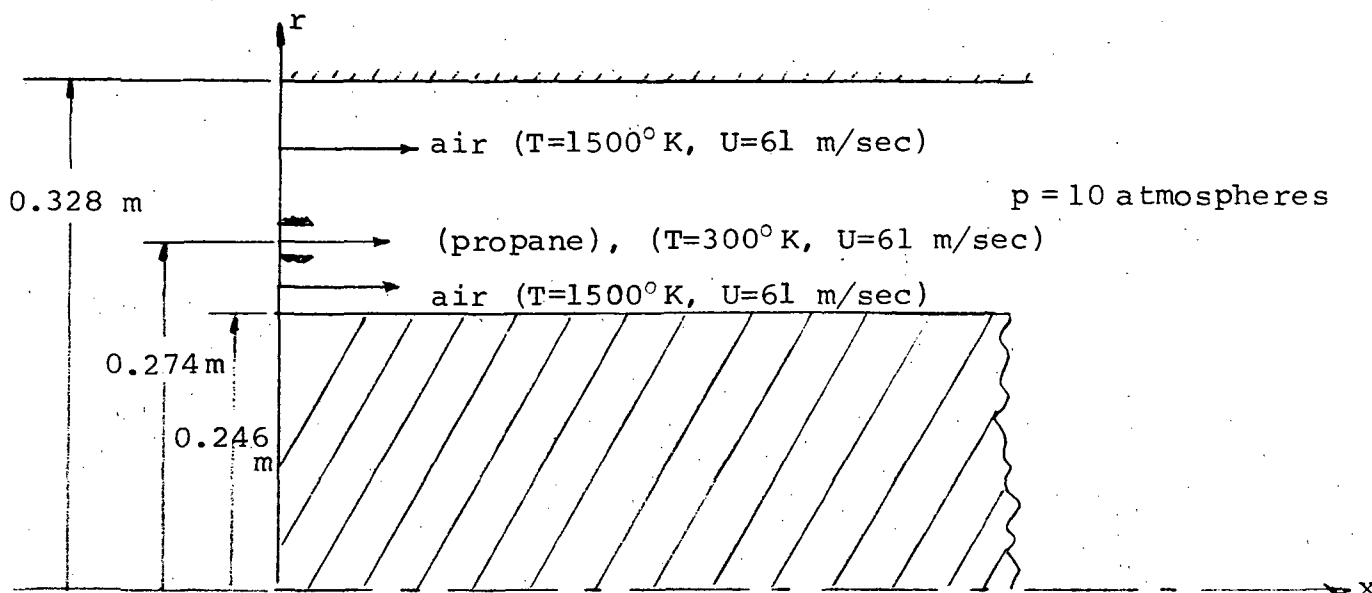 r
air (T=1500°K, U=61 m/sec)
0.328 m
p = 10 atmospheres
(propane), (T=300°K, U=61 m/sec)
air (T=1500°K, U=61 m/sec)
0.274 m
0.246
m
x